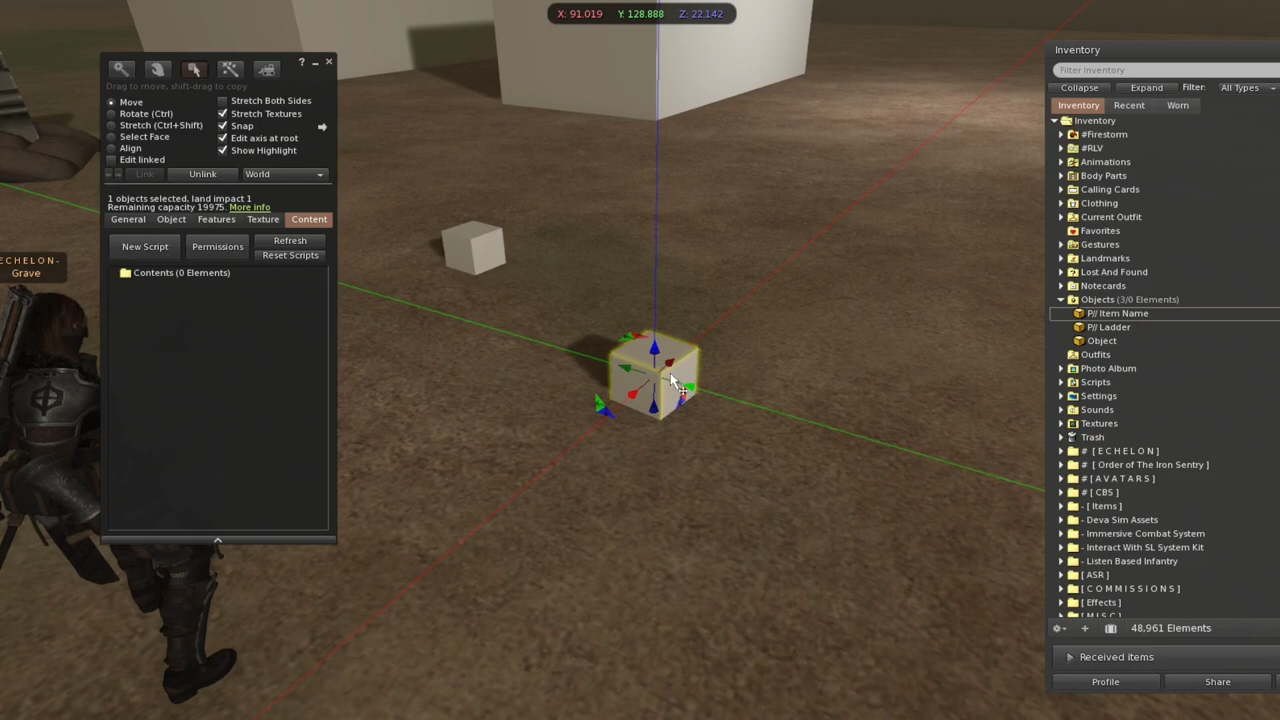 X: 91.019 Y: 128.888 Z: 22.142
? _ ×
Drag to move, shift-drag to copy
Move
Rotate (Ctrl)
Stretch (Ctrl+Shift)
Select Face
Align
Edit linked
Stretch Both Sides
Stretch Textures
Snap
Edit axis at root
Show Highlight
Link Unlink World
1 objects selected, land impact 1
Remaining capacity 19975. More info
General Object Features Texture Content
New Script Permissions Refresh
Reset Scripts
Contents (0 Elements)
ECHELON-
Grave
Inventory
Filter Inventory
Collapse Expand Filter: All Types
Inventory Recent Worn
Inventory
#Firestorm
#RLV
Animations
Body Parts
Calling Cards
Clothing
Current Outfit
Favorites
Gestures
Landmarks
Lost And Found
Notecards
Objects (3/0 Elements)
P// Item Name
P// Ladder
Object
Outfits
Photo Album
Scripts
Settings
Sounds
Textures
Trash
# [ E C H E L O N ]
# [ Order of The Iron Sentry ]
# [ A V A T A R S ]
# [ CBS ]
- [ Items ]
- Deva Sim Assets
- Immersive Combat System
- Interact With SL System Kit
- Listen Based Infantry
[ ASR ]
[ C O M M I S S I O N S ]
[ Effects ]
[ M I S C ]
48,961 Elements
Received items
Profile Share